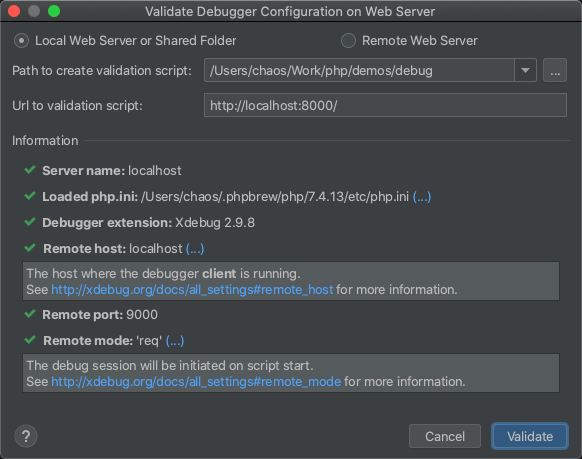 Validate Debugger Configuration on Web Server
Local Web Server or Shared Folder
Remote Web Server
Path to create validation script:
/Users/chaos/Work/php/demos/debug
...
Url to validation script:
http://localhost:8000/
Information
Server name: localhost
Loaded php.ini: /Users/chaos/.phpbrew/php/7.4.13/etc/php.ini (...)
Debugger extension: Xdebug 2.9.8
Remote host: localhost (...)
The host where the debugger client is running.
See http://xdebug.org/docs/all_settings#remote_host for more information.
Remote port: 9000
Remote mode: 'req' (...)
The debug session will be initiated on script start.
See http://xdebug.org/docs/all_settings#remote_mode for more information.
?
Cancel
Validate